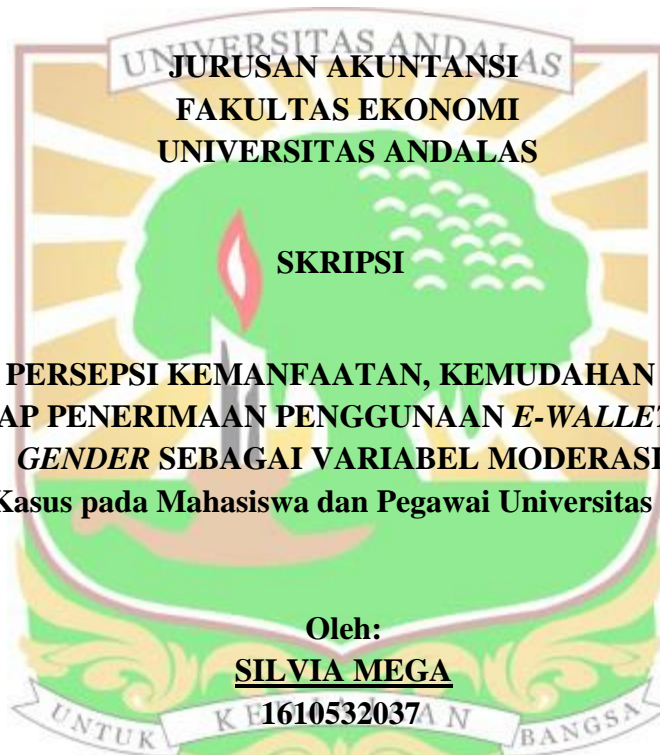 UNIVERSITAS ANDALAS
JURUSAN AKUNTANSI
FAKULTAS EKONOMI
UNIVERSITAS ANDALAS
SKRIPSI
PERSEPSI KEMANFAATAN, KEMUDAHAN
AP PENERIMAAN PENGGUNAAN E-WALLET
GENDER SEBAGAI VARIABEL MODERASI
Kasus pada Mahasiswa dan Pegawai Universitas
Oleh:
SILVIA MEGA
1610532037
UNTUK BANGSA